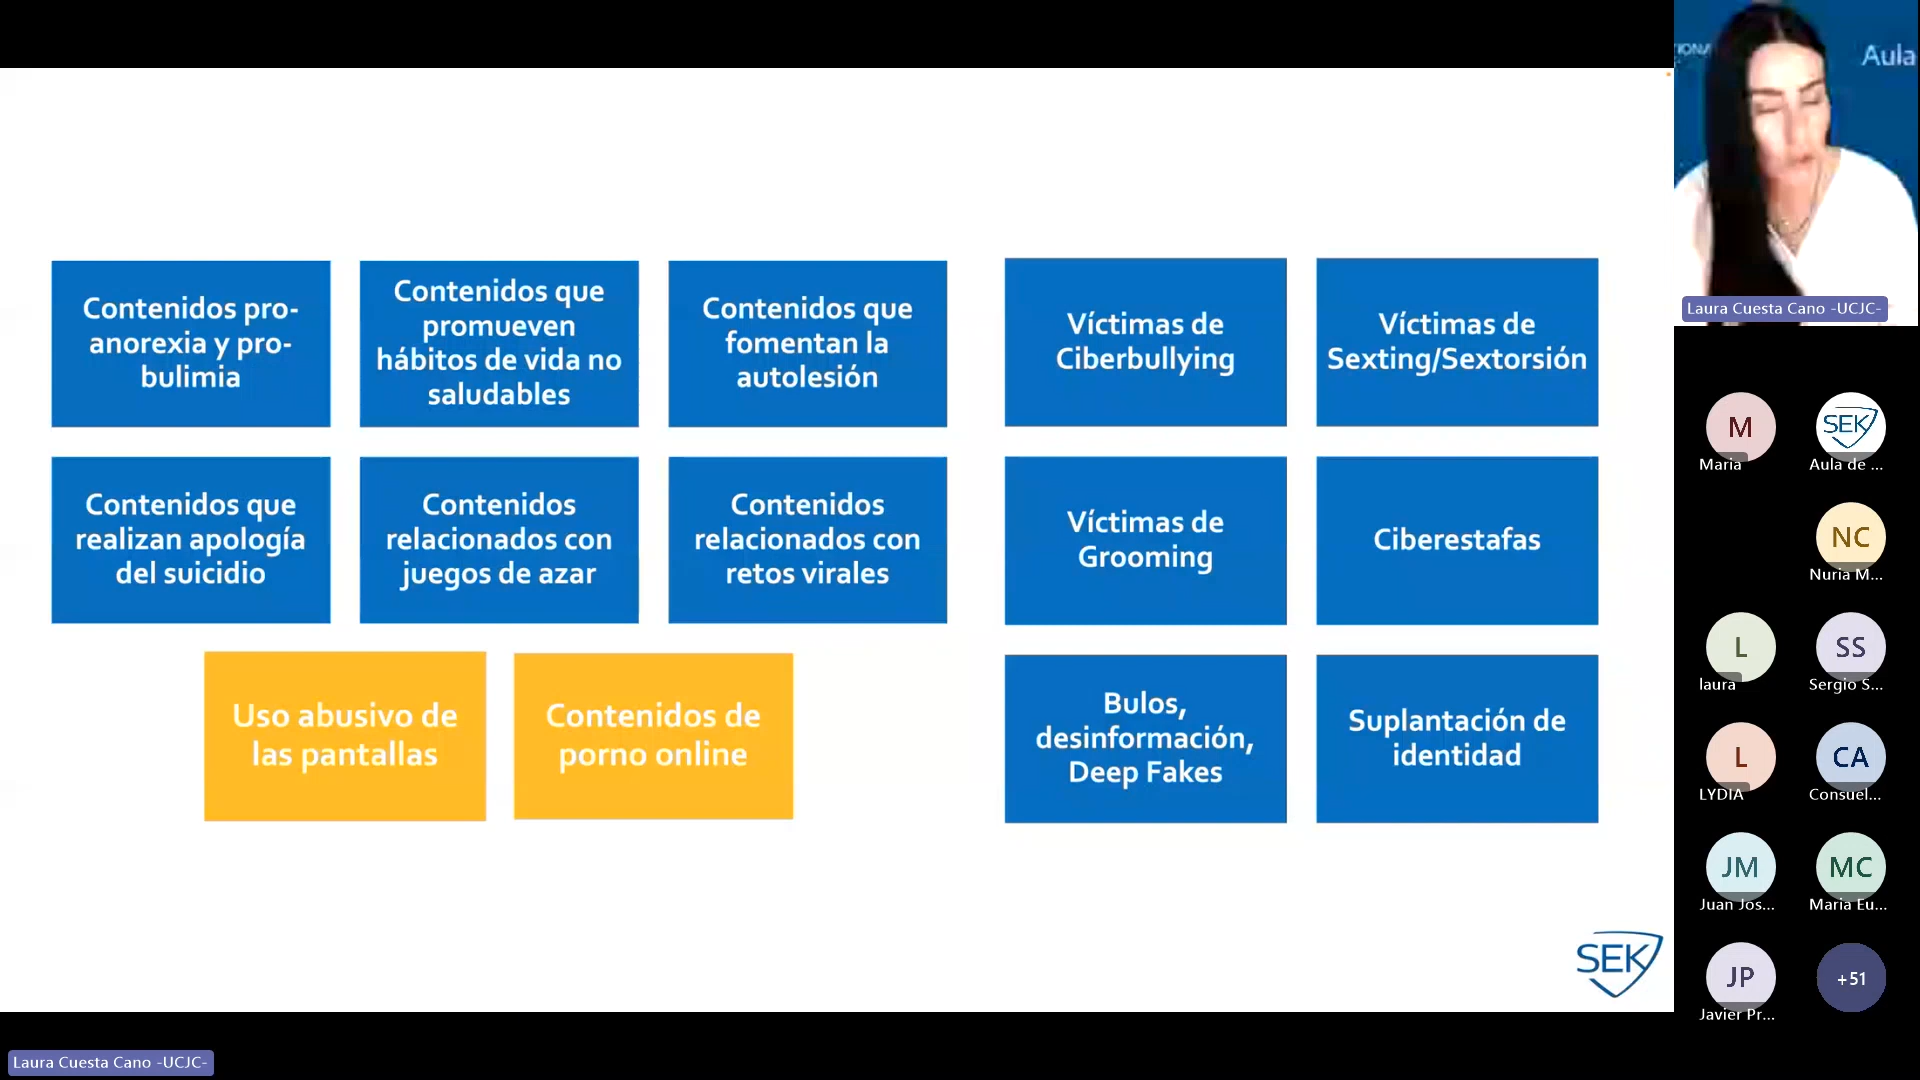 Contenidos pro-
anorexia y pro-
bulimia
Contenidos que
promueven
hábitos de vida no
saludables
Contenidos que
fomentan la
autolesión
Víctimas de
Ciberbullying
Víctimas de
Sexting/Sextorsión
Contenidos que
realizan apología
del suicidio
Contenidos
relacionados con
juegos de azar
Contenidos
relacionados con
retos virales
Víctimas de
Grooming
Ciberestafas
Uso abusivo de
las pantallas
Contenidos de
porno online
Bulos,
desinformación,
Deep Fakes
Suplantación de
identidad
SEK
Laura Cuesta Cano -UCJC-
Aula
Laura Cuesta Cano -UCJC-
M
Maria
SEK
Aula de ...
NC
Nuria M...
L
laura
SS
Sergio S...
L
LYDIA
CA
Consuel...
JM
Juan Jos...
MC
Maria Eu...
JP
Javier Pr...
+51